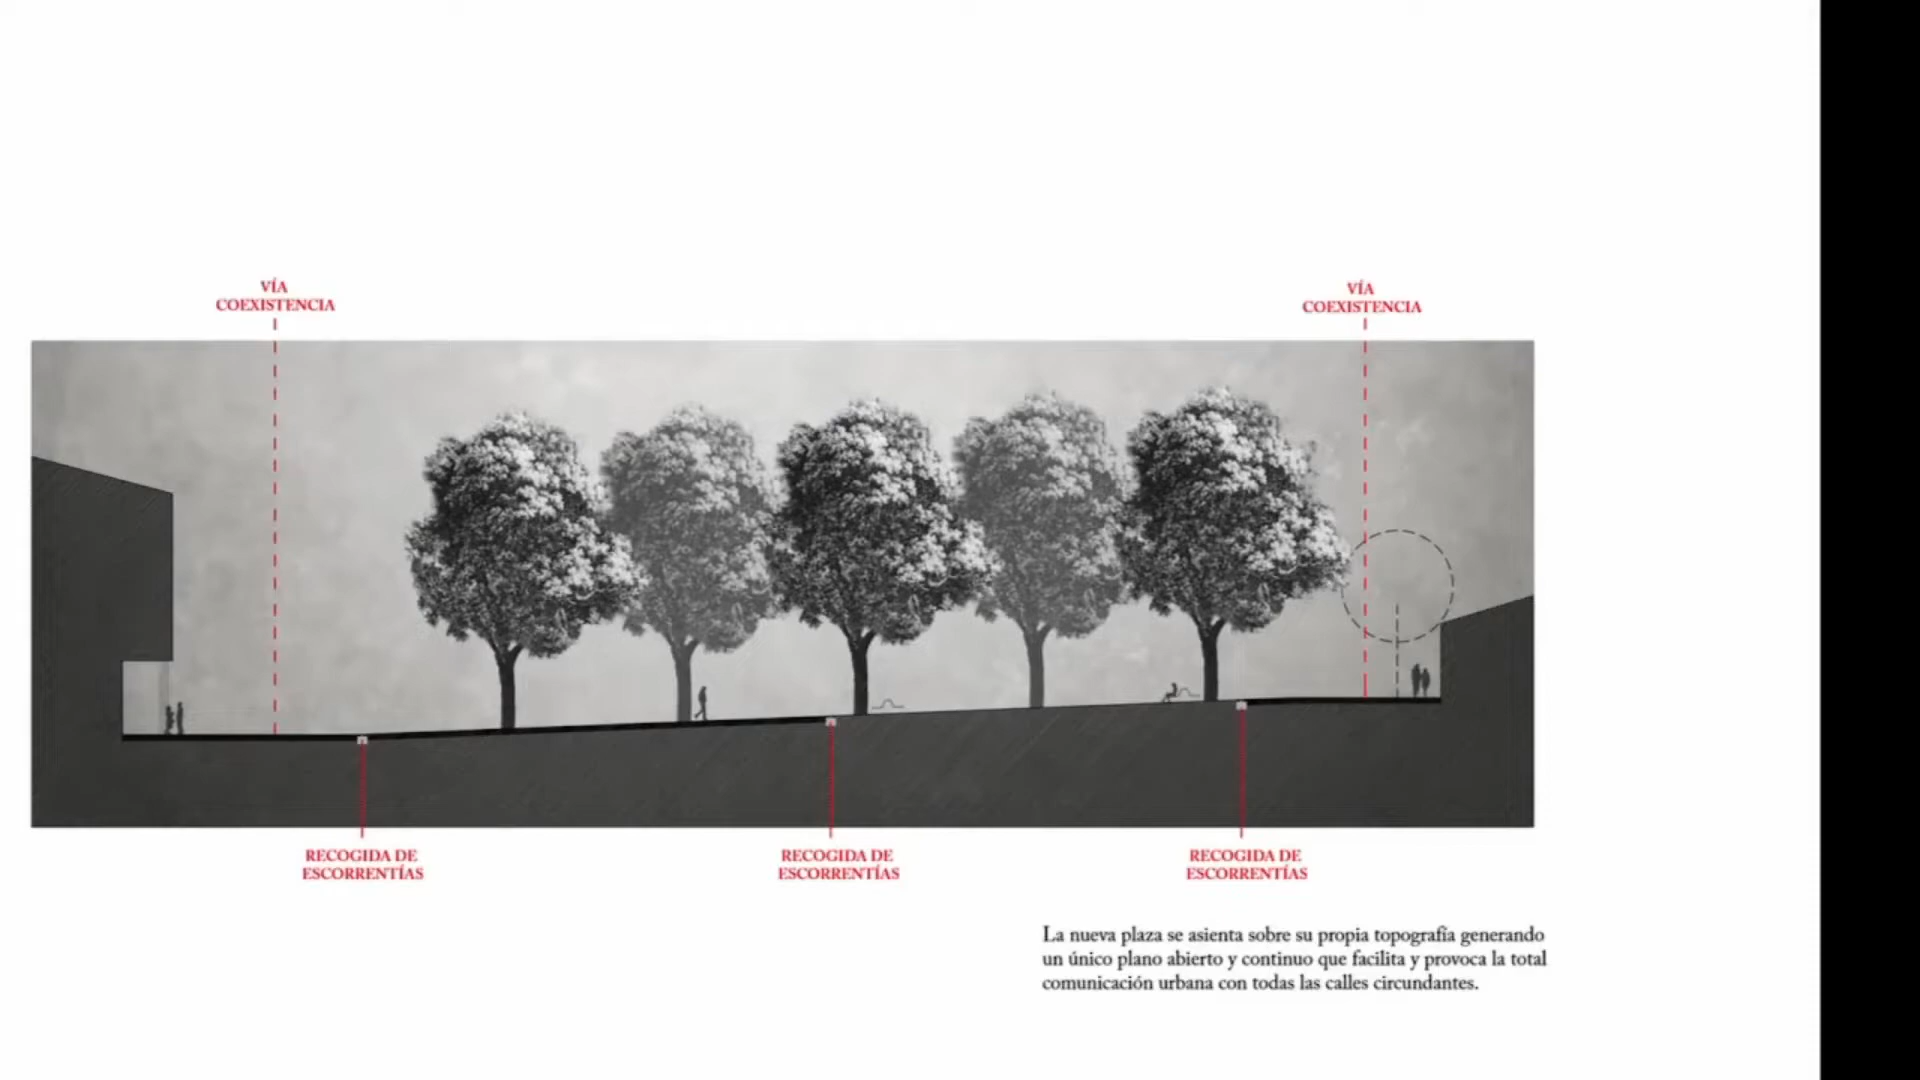 VÍA
COEXISTENCIA
VÍA
COEXISTENCIA
RECOGIDA DE
ESCORRENTÍAS
RECOGIDA DE
ESCORRENTÍAS
RECOGIDA DE
ESCORRENTÍAS
La nueva plaza se asienta sobre su propia topografía generando
un único plano abierto y continuo que facilita y provoca la total
comunicación urbana con todas las calles circundantes.